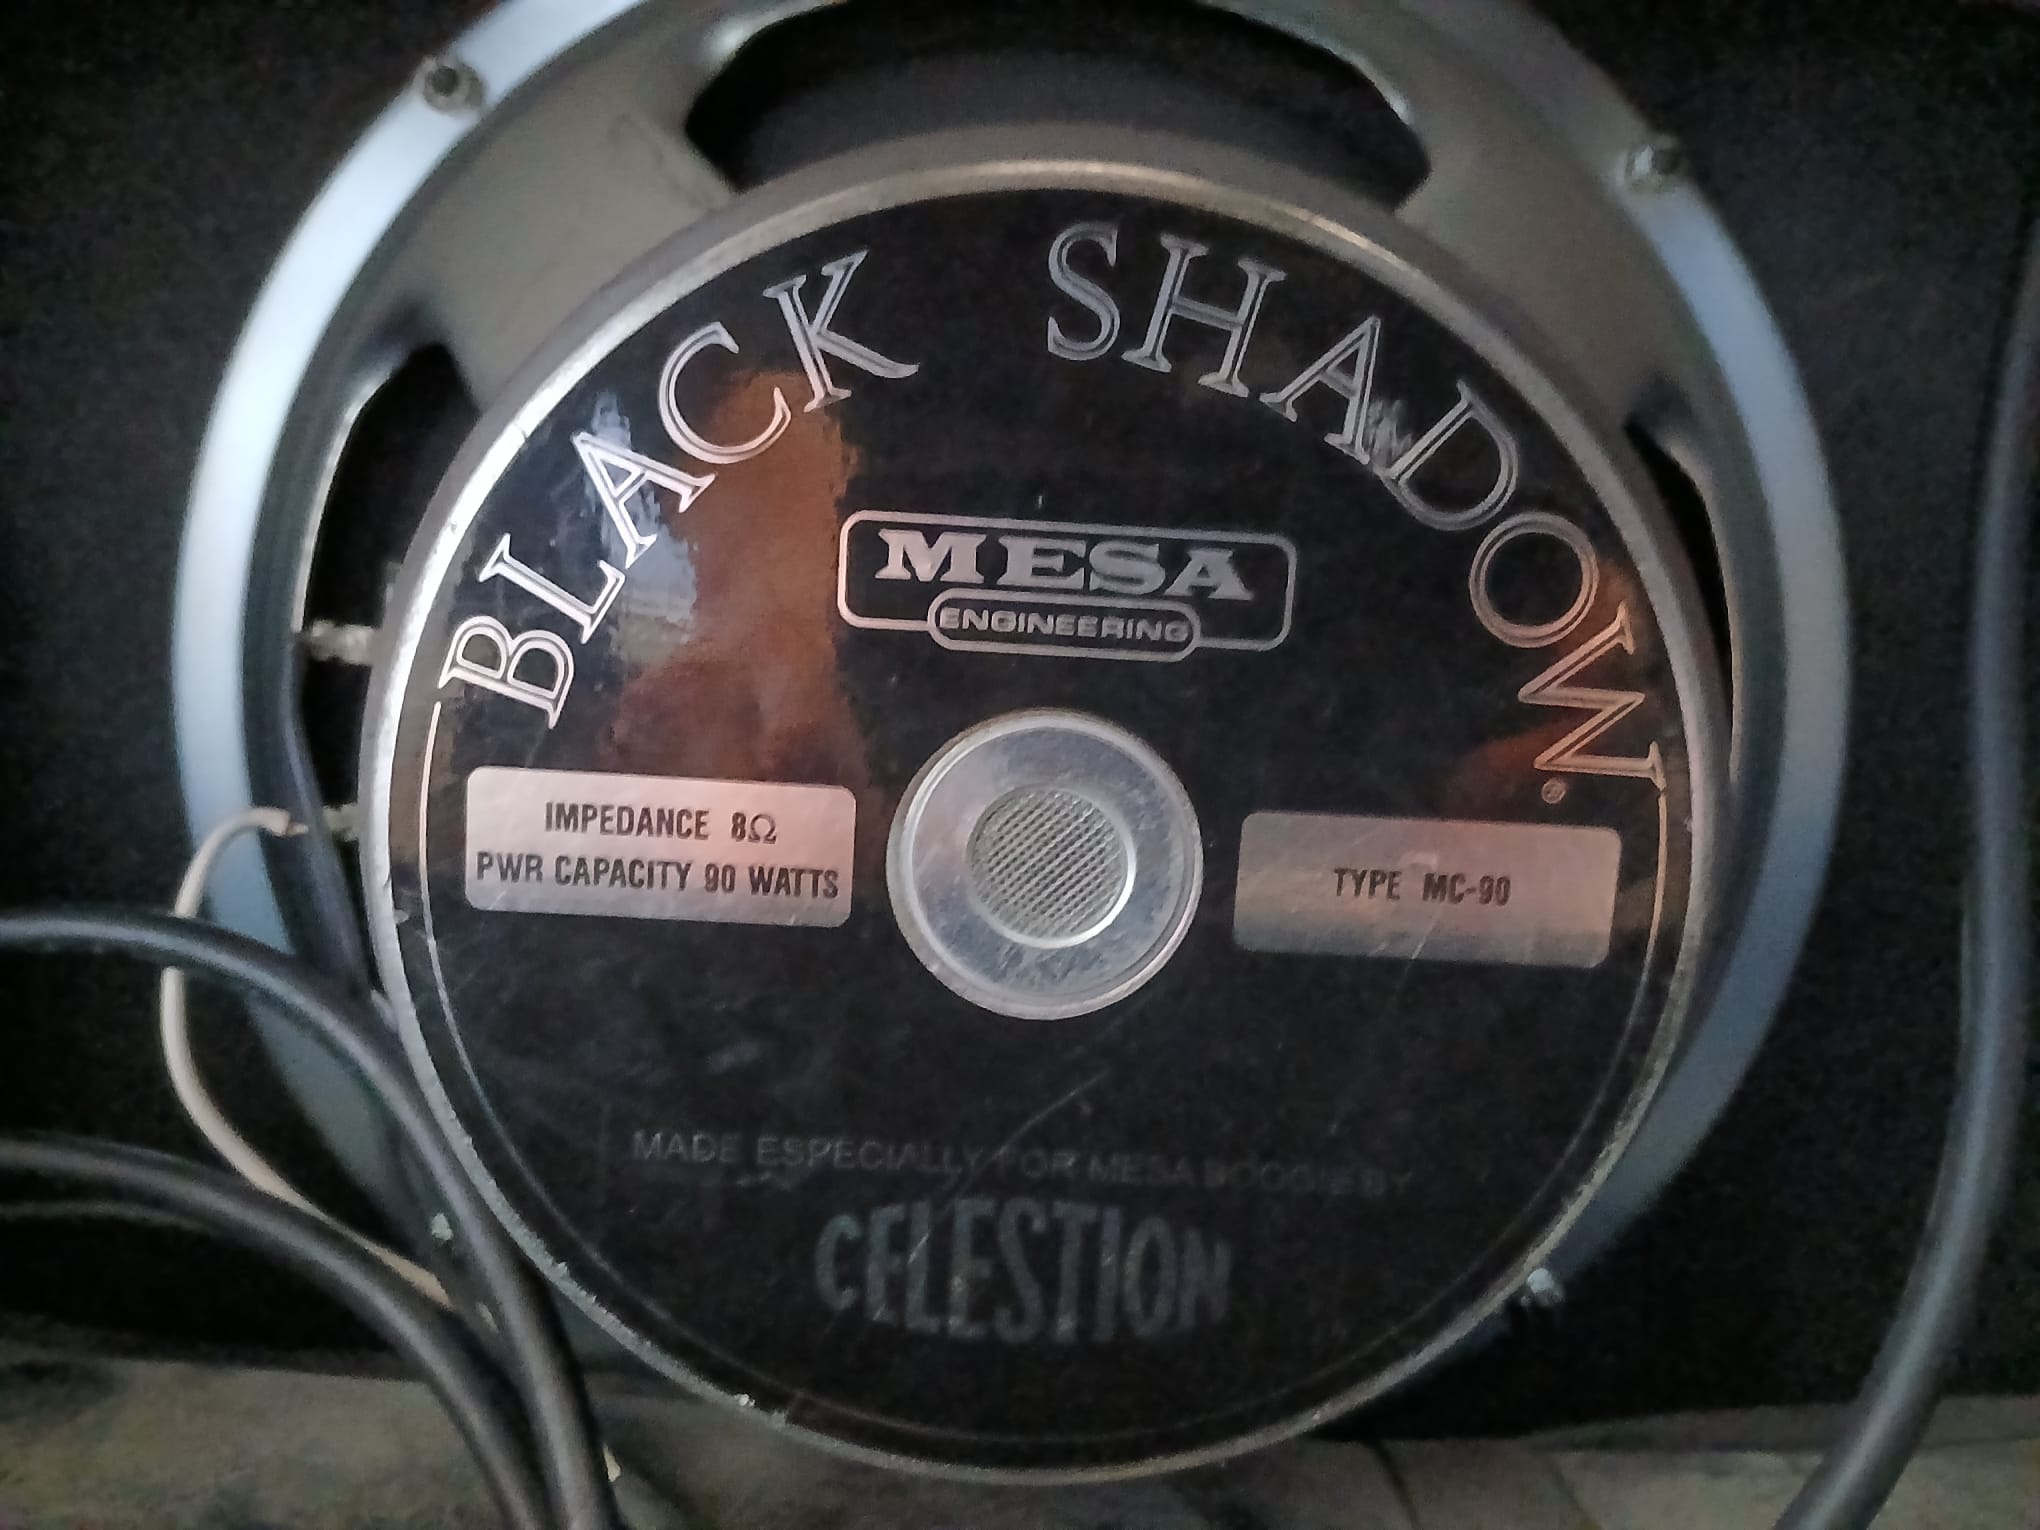 BLACK SHADOW®
MESA
ENGINEERING
IMPEDANCE 8Ω
PWR CAPACITY 90 WATTS
TYPE MC-90
MADE ESPECIALLY FOR MESA BOOGIE BY
CELESTION